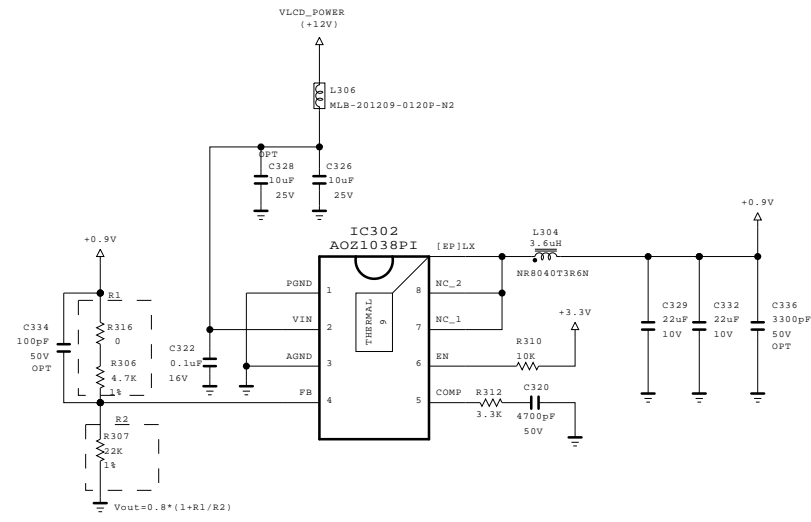 VLCD_POWER
(+12V)
L306
MLB-201209-0120P-N2
OPT
C328
10uF
25V
C326
10uF
25V
+0.9V
R1
C334
100pF
50V
OPT
R316
0
R306
4.7K
1%
R2
R307
22K
1%
Vout=0.8*(1+R1/R2)
C322
0.1uF
16V
IC302
AOZ1038PI
PGND
1
VIN
2
AGND
3
FB
4
THERMAL
9
[EP]LX
8
NC_2
7
NC_1
6
EN
5
COMP
L304
3.6uH
NR8040T3R6N
+3.3V
R310
10K
R312
3.3K
C320
4700pF
50V
+0.9V
C329
22uF
10V
C332
22uF
10V
C336
3300pF
50V
OPT